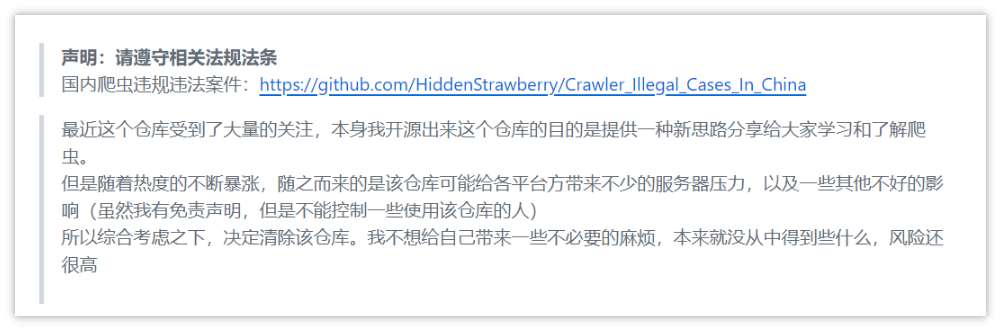 声明：请遵守相关法规法条
国内爬虫违规违法案件：https://github.com/HiddenStrawberry/Crawler_Illegal_Cases_In_China
最近这个仓库受到了大量的关注，本身我开源出来这个仓库的目的是提供一种新思路分享给大家学习和了解爬
虫。
但是随着热度的不断暴涨，随之而来的是该仓库可能给各平台方带来不少的服务器压力，以及一些其他不好的影
响（虽然我有免责声明，但是不能控制一些使用该仓库的人）
所以综合考虑之下，决定清除该仓库。我不想给自己带来一些不必要的麻烦，本来就没从中得到些什么，风险还
很高